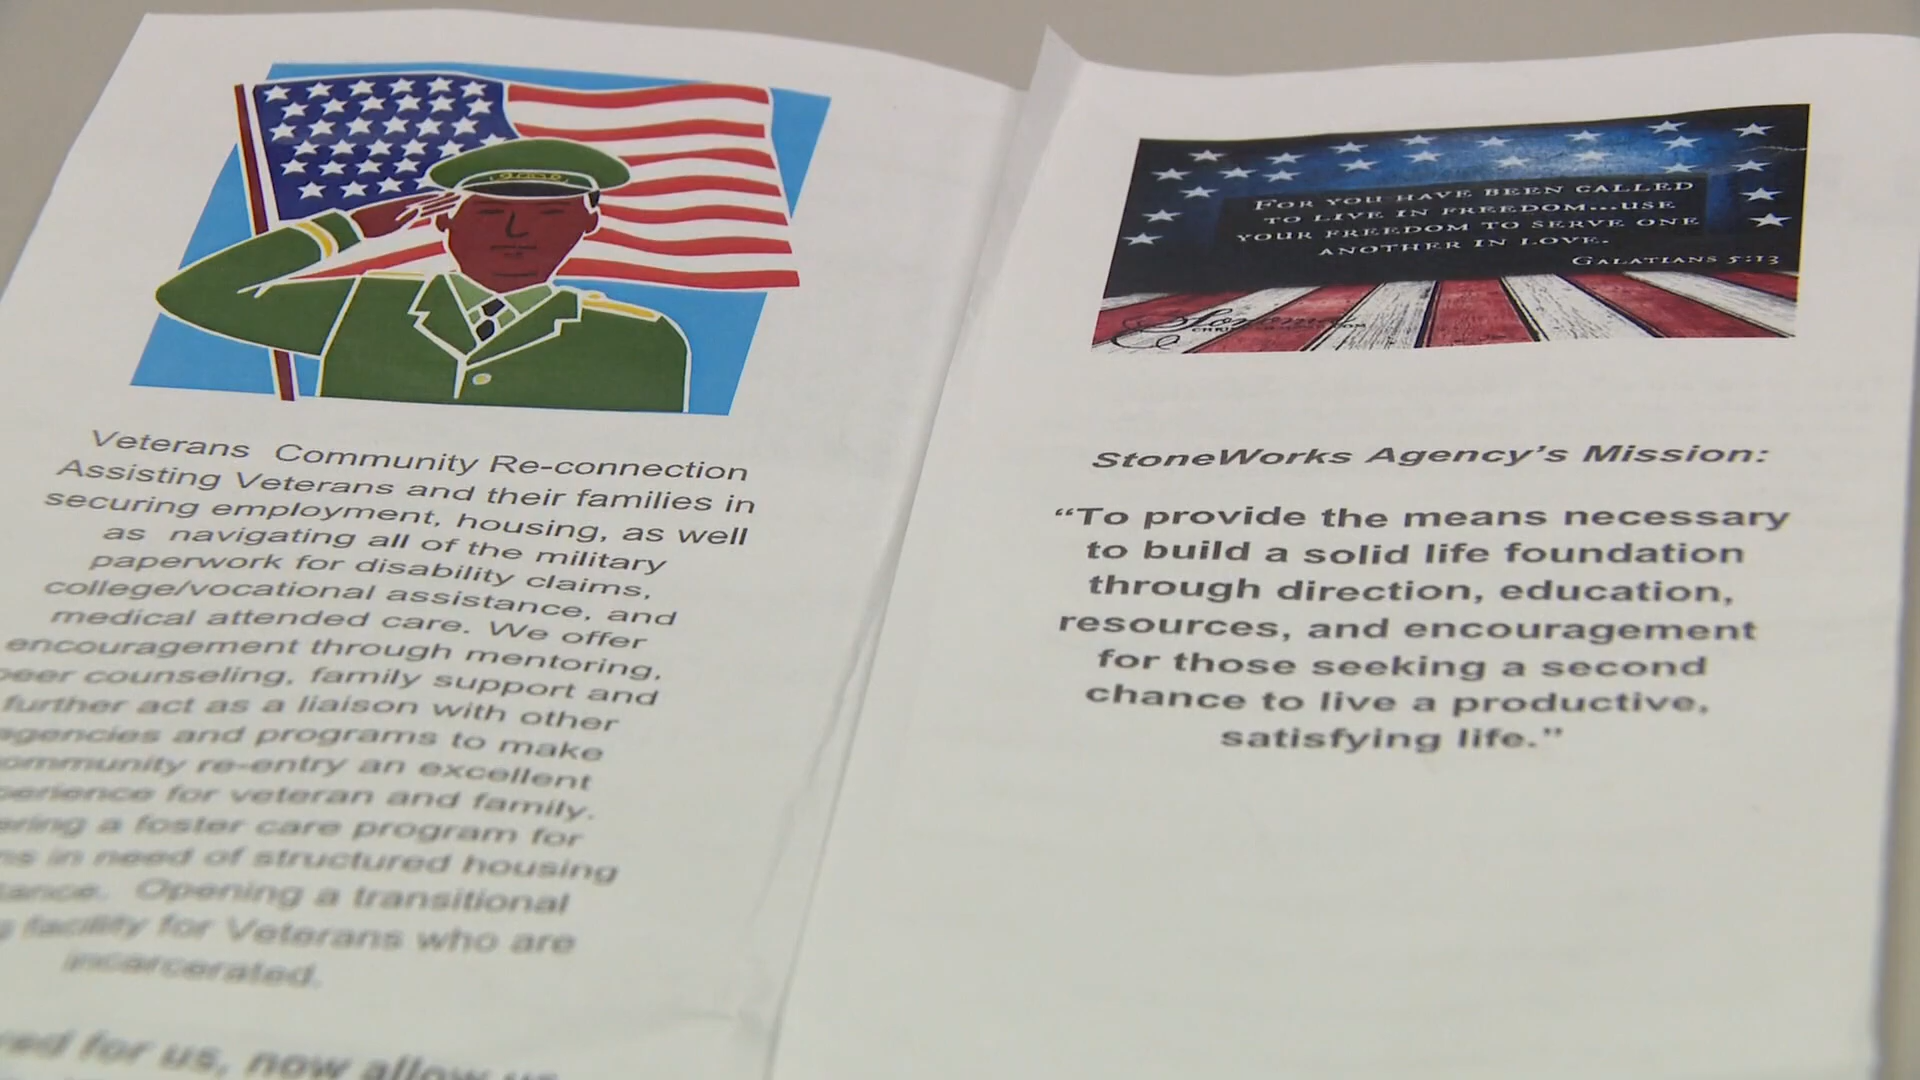 Veterans Community Re-connection
Assisting Veterans and their families in
securing employment, housing, as well
as navigating all of the military
paperwork for disability claims,
college/vocational assistance, and
medical attended care. We offer
encouragement through mentoring,
peer counseling, family support and
further act as a liaison with other
agencies and programs to make
community re-entry an excellent
experience for veteran and family.
a foster care program for
in need of structured housing
Opening a transitional
facility for Veterans who are
incarcerated.
for us, now allow us
FOR YOU HAVE BEEN CALLED
TO LIVE IN FREEDOM...USE
YOUR FREEDOM TO SERVE ONE
ANOTHER IN LOVE.
GALATIANS 5:13
StoneWorks Agency's Mission:
“To provide the means necessary
to build a solid life foundation
through direction, education,
resources, and encouragement
for those seeking a second
chance to live a productive,
satisfying life.”